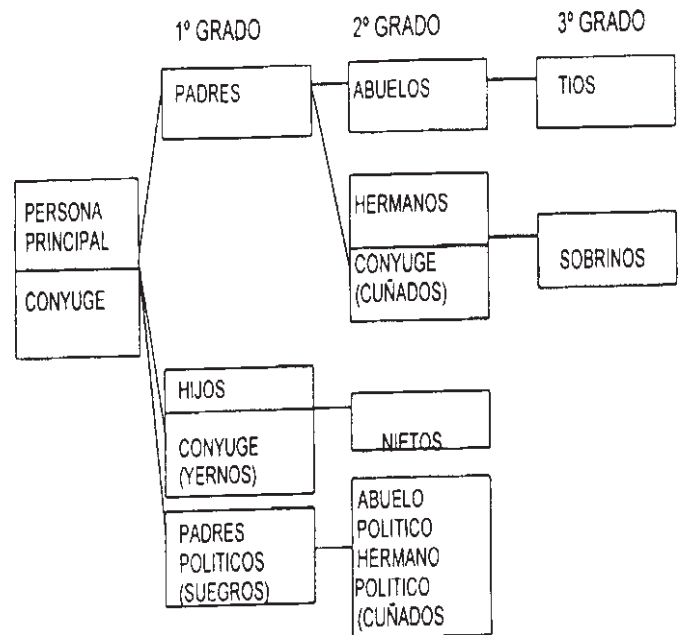 1º GRADO
2º GRADO
3º GRADO
PADRES
ABUELOS
TIOS
PERSONA
PRINCIPAL
CONYUGE
HERMANOS
CONYUGE
(CUÑADOS)
SOBRINOS
HIJOS
CONYUGE
(YERNOS)
NIETOS
PADRES
POLITICOS
(SUEGROS)
ABUELO
POLITICO
HERMANO
POLITICO
(CUÑADOS